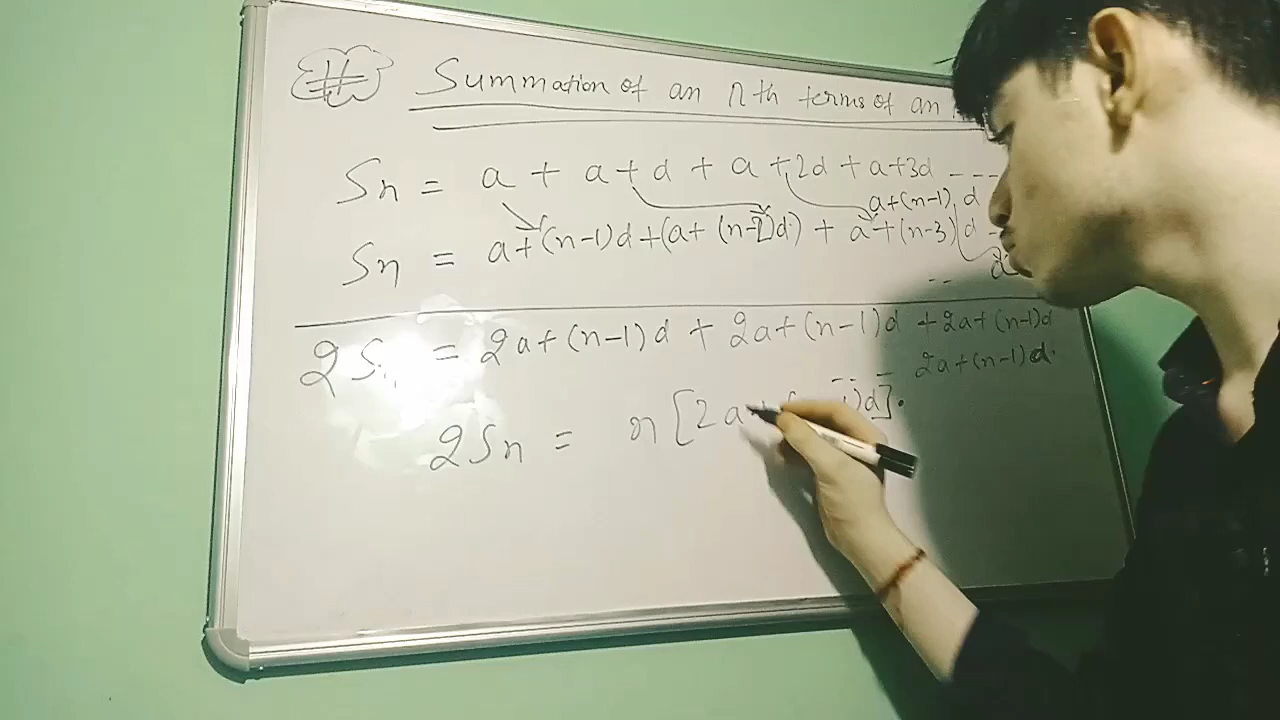 # Summation of an nth terms of an
Sn = a + a + d + a + 2d + a+3d ----
a+(n-1) d
Sn = a+(n-1)d+(a+ (n-2)d) + a+(n-3)d -
--
2S = 2a+(n-1)d + 2a+(n-1)d +2a+(n-1)d
--- 2a+(n-1)d.
2Sn = n [2a+ )d].